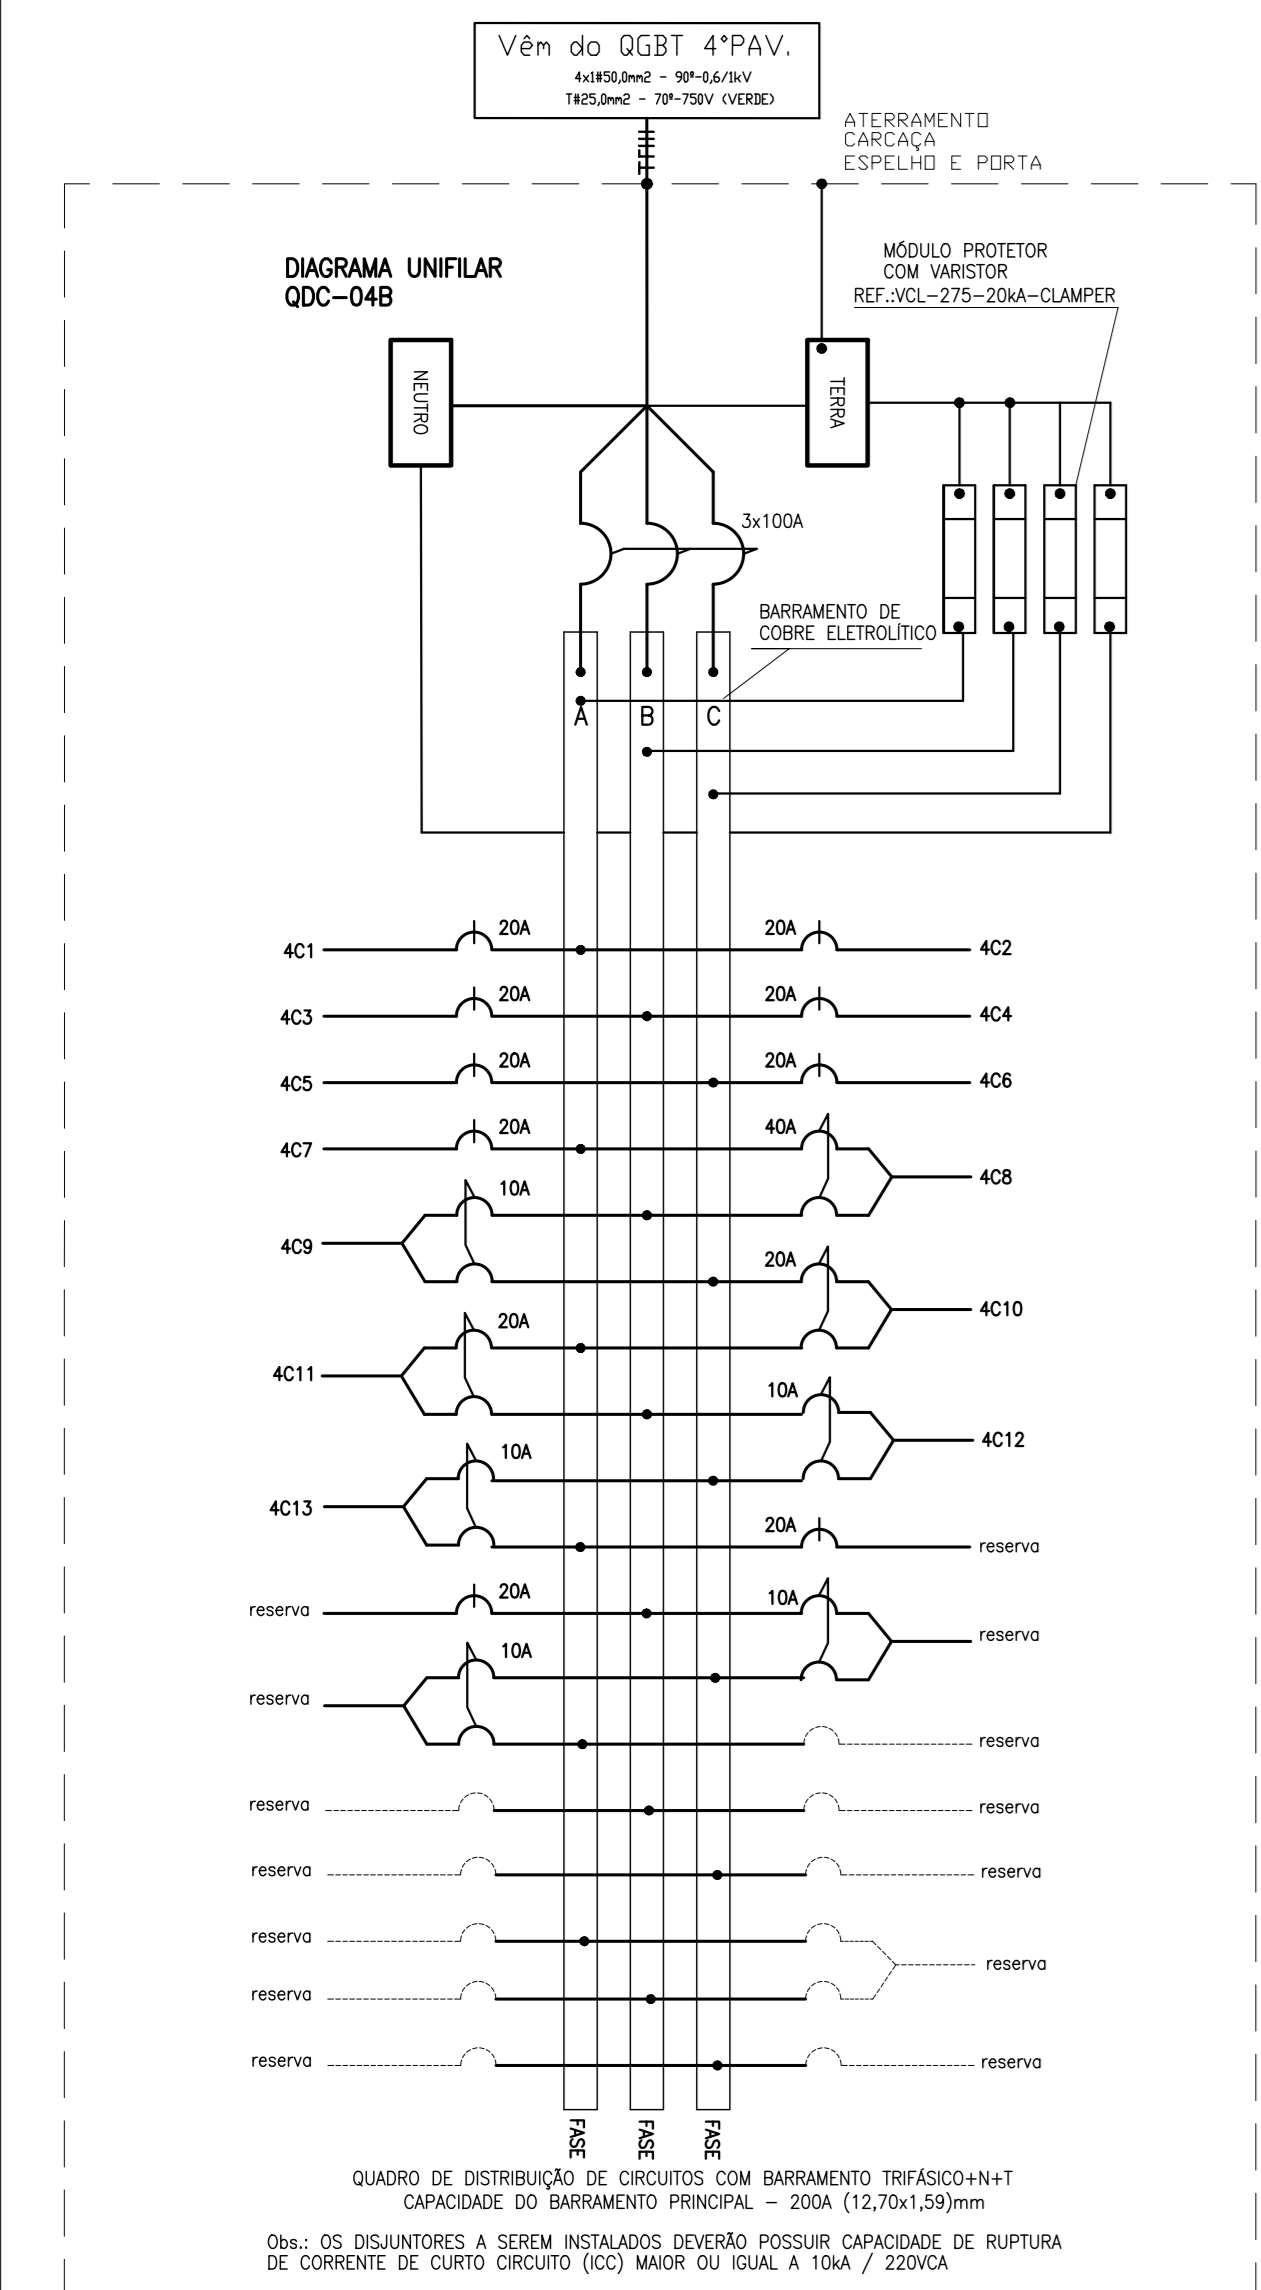 Vêm do QGBT 4°PAV.
4x1#50,0mm2 - 90º-0,6/1kV
T#25,0mm2 - 70º-750V (VERDE)
ATERRAMENTO
CARCAÇA
ESPELHO E PORTA
DIAGRAMA UNIFILAR
QDC-04B
MÓDULO PROTETOR
COM VARISTOR
REF.:VCL-275-20kA-CLAMPER
NEUTRO
TERRA
3x100A
BARRAMENTO DE
COBRE ELETROLÍTICO
A B C
4C1 20A 20A 4C2
4C3 20A 20A 4C4
4C5 20A 20A 4C6
4C7 20A 40A 4C8
4C9 10A 20A 4C10
4C11 20A 10A 4C12
4C13 10A 20A reserva
reserva 20A 10A reserva
reserva 10A reserva
reserva reserva
reserva reserva
reserva reserva
reserva
reserva reserva
FASE FASE FASE
QUADRO DE DISTRIBUIÇÃO DE CIRCUITOS COM BARRAMENTO TRIFÁSICO+N+T
CAPACIDADE DO BARRAMENTO PRINCIPAL - 200A (12,70x1,59)mm
Obs.: OS DISJUNTORES A SEREM INSTALADOS DEVERÃO POSSUIR CAPACIDADE DE RUPTURA
DE CORRENTE DE CURTO CIRCUITO (ICC) MAIOR OU IGUAL A 10kA / 220VCA